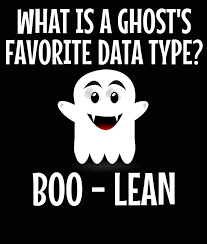 WHAT IS A GHOST'S
FAVORITE DATA TYPE?
BOO - LEAN